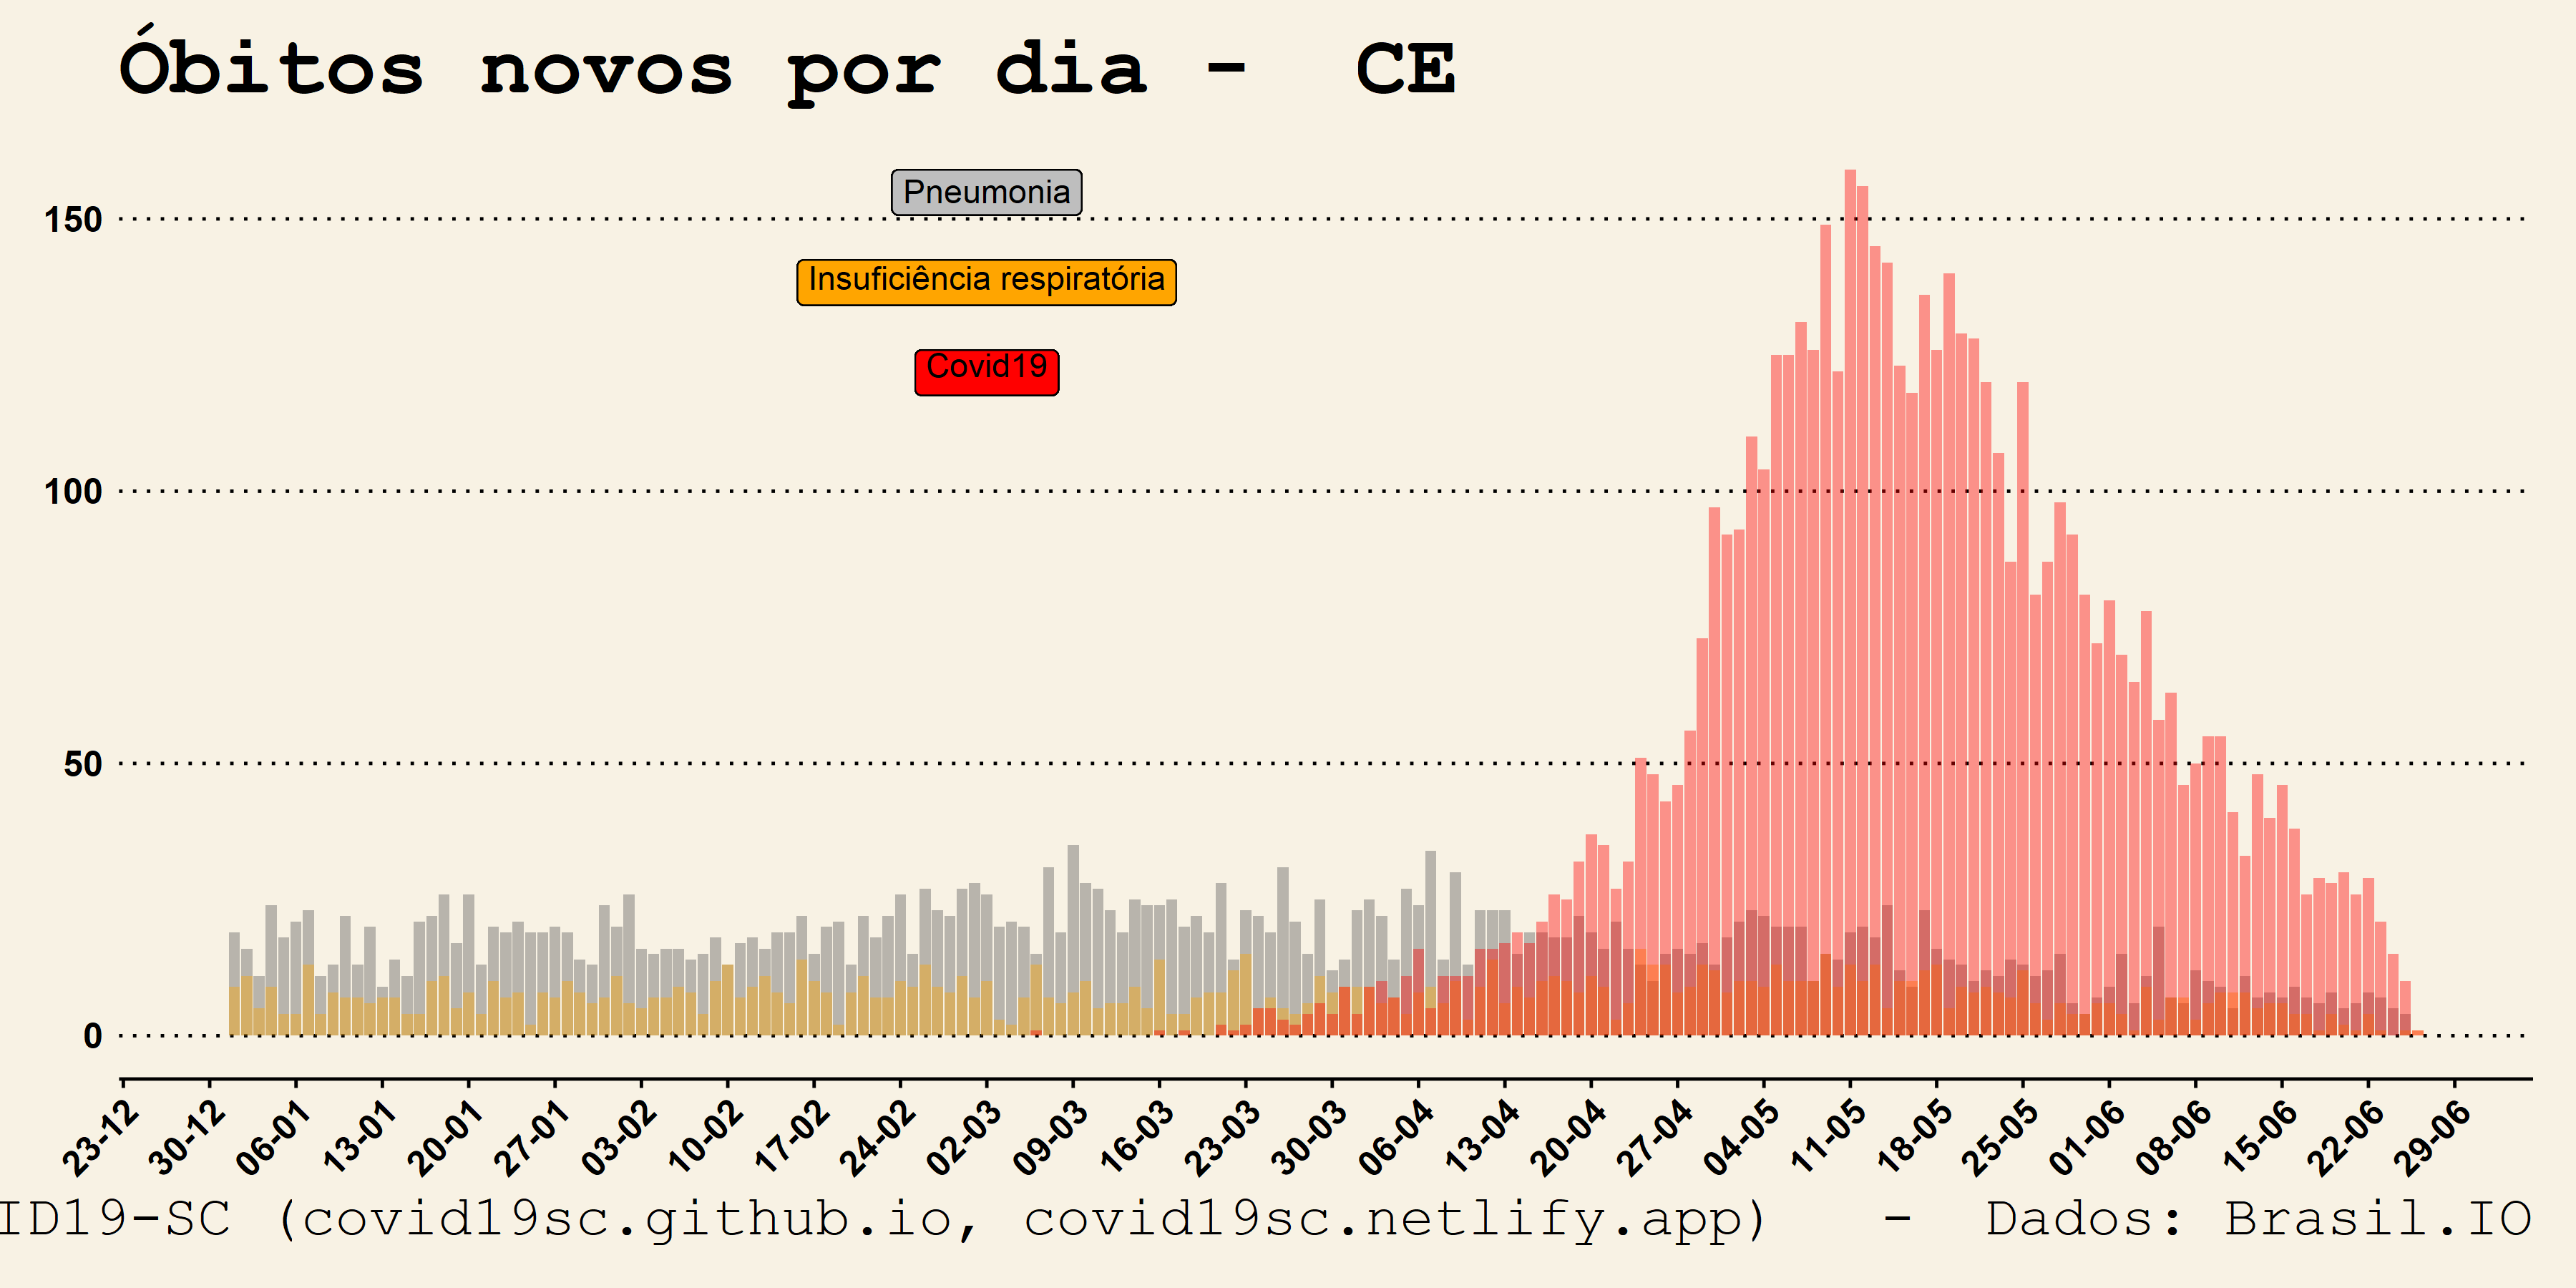 Óbitos novos por dia - CE
Pneumonia
150
Insuficiência respiratória
Covid19
100
50
0
23-12 30-12 06-01 13-01 20-01 27-01 03-02 10-02 17-02 24-02 02-03 09-03 16-03 23-03 30-03 06-04 13-04 20-04 27-04 04-05 11-05 18-05 25-05 01-06 08-06 15-06 22-06 29-06
ID19-SC (covid19sc.github.io, covid19sc.netlify.app) - Dados: Brasil.IO